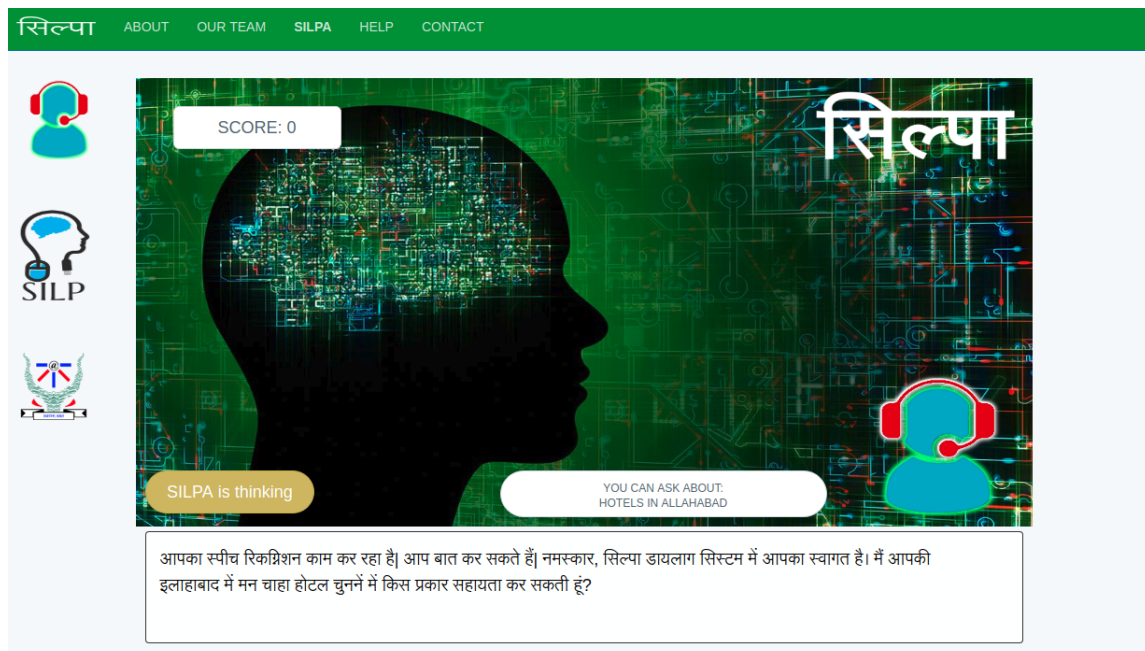 सिल्पा ABOUT OUR TEAM SILPA HELP CONTACT
SCORE: 0
सिल्पा
SILP
SILPA is thinking
YOU CAN ASK ABOUT:
HOTELS IN ALLAHABAD
आपका स्पीच रिकग्निशन काम कर रहा है| आप बात कर सकते हैं| नमस्कार, सिल्पा डायलाग सिस्टम में आपका स्वागत है। मैं आपकी
इलाहाबाद में मन चाहा होटल चुननें में किस प्रकार सहायता कर सकती हूं?